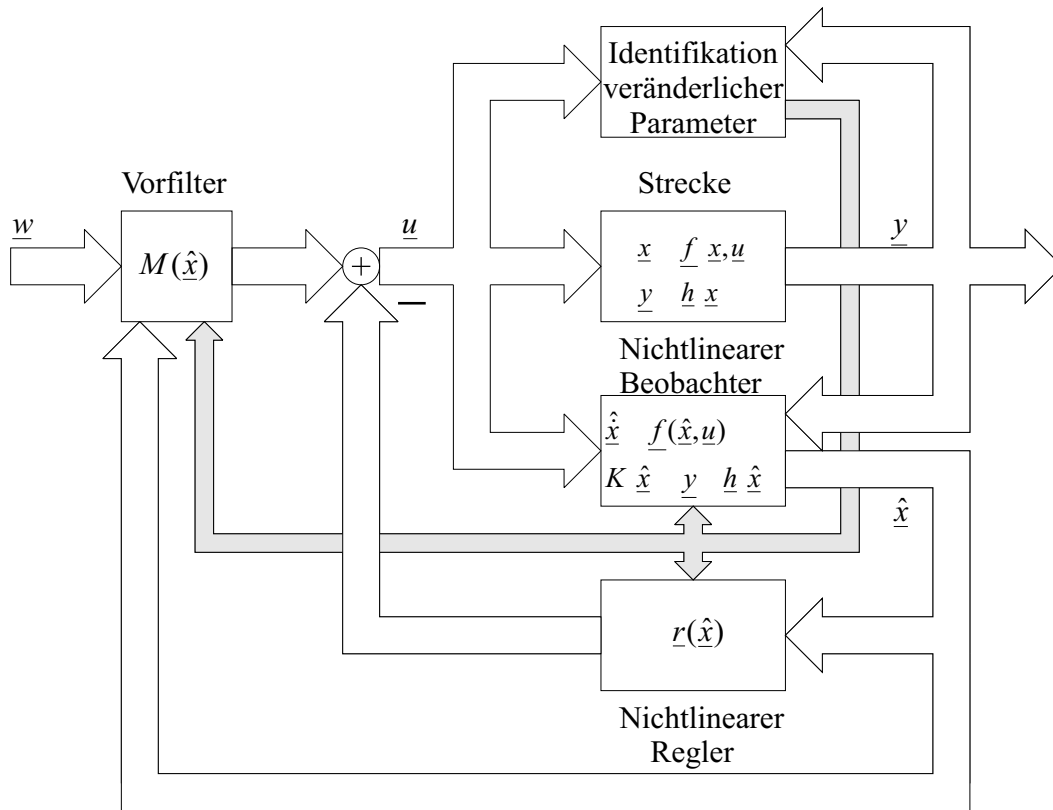 Identifikation
veränderlicher
Parameter
Vorfilter
Strecke
w
M(x̂)
+
−
u
x f x,u
y h x
y
Nichtlinearer
Beobachter
x̂̇ f(x̂,u)
K x̂ y h x̂
x̂
r(x̂)
Nichtlinearer
Regler